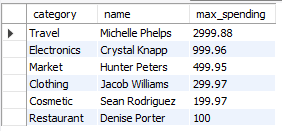 category name max_spending
Travel Michelle Phelps 2999.88
Electronics Crystal Knapp 999.96
Market Hunter Peters 499.95
Clothing Jacob Williams 299.97
Cosmetic Sean Rodriguez 199.97
Restaurant Denise Porter 100